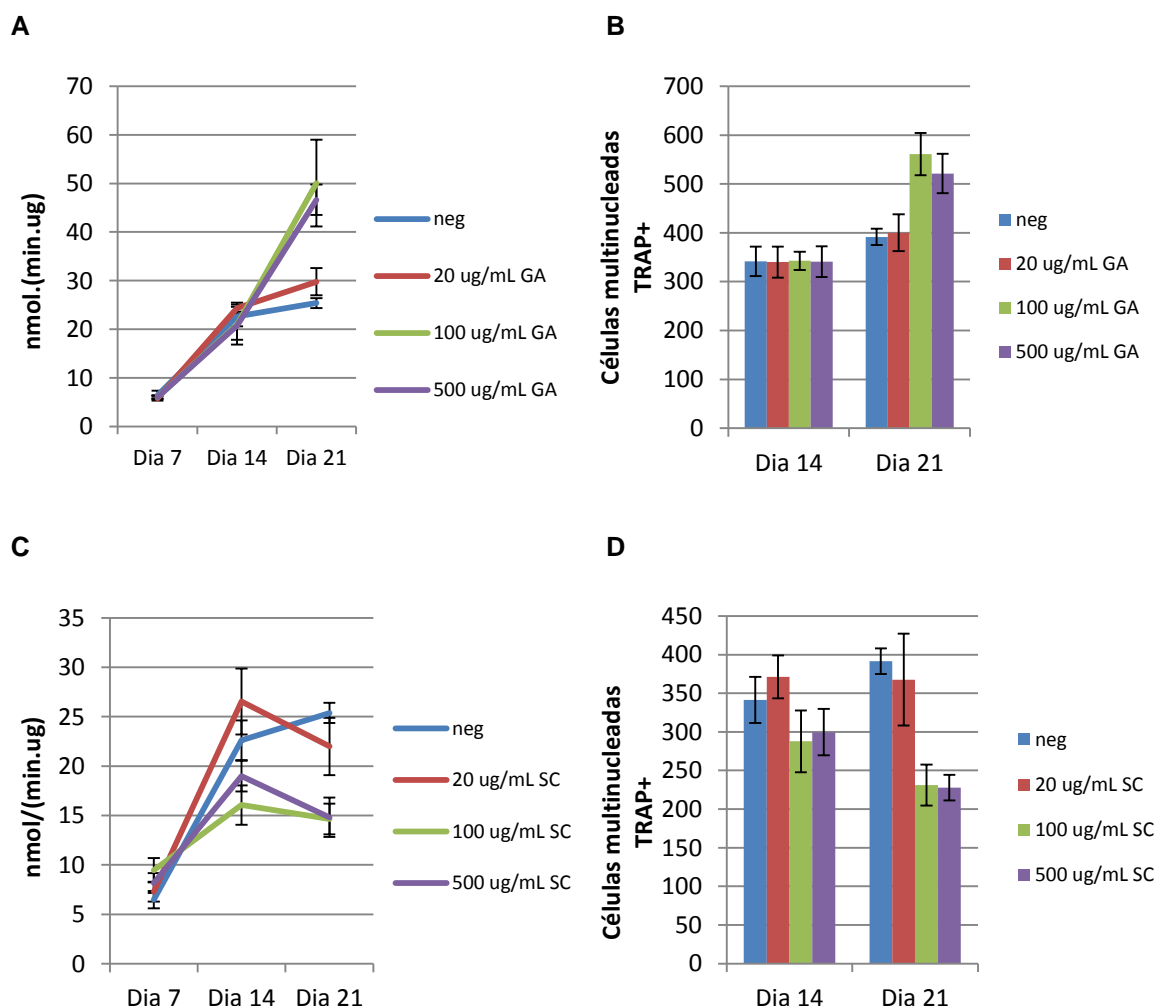 A
nmol.(min.ug)
70
60
50
40
30
20
10
0
Dia 7
Dia 14
Dia 21
neg
20 ug/mL GA
100 ug/mL GA
500 ug/mL GA
B
Células multinucleadas
TRAP+
700
600
500
400
300
200
100
0
Dia 14
Dia 21
neg
20 ug/mL GA
100 ug/mL GA
500 ug/mL GA
C
nmol/(min.ug)
35
30
25
20
15
10
5
0
Dia 7
Dia 14
Dia 21
neg
20 ug/mL SC
100 ug/mL SC
500 ug/mL SC
D
Células multinucleadas
TRAP+
450
400
350
300
250
200
150
100
50
0
Dia 14
Dia 21
neg
20 ug/mL SC
100 ug/mL SC
500 ug/mL SC